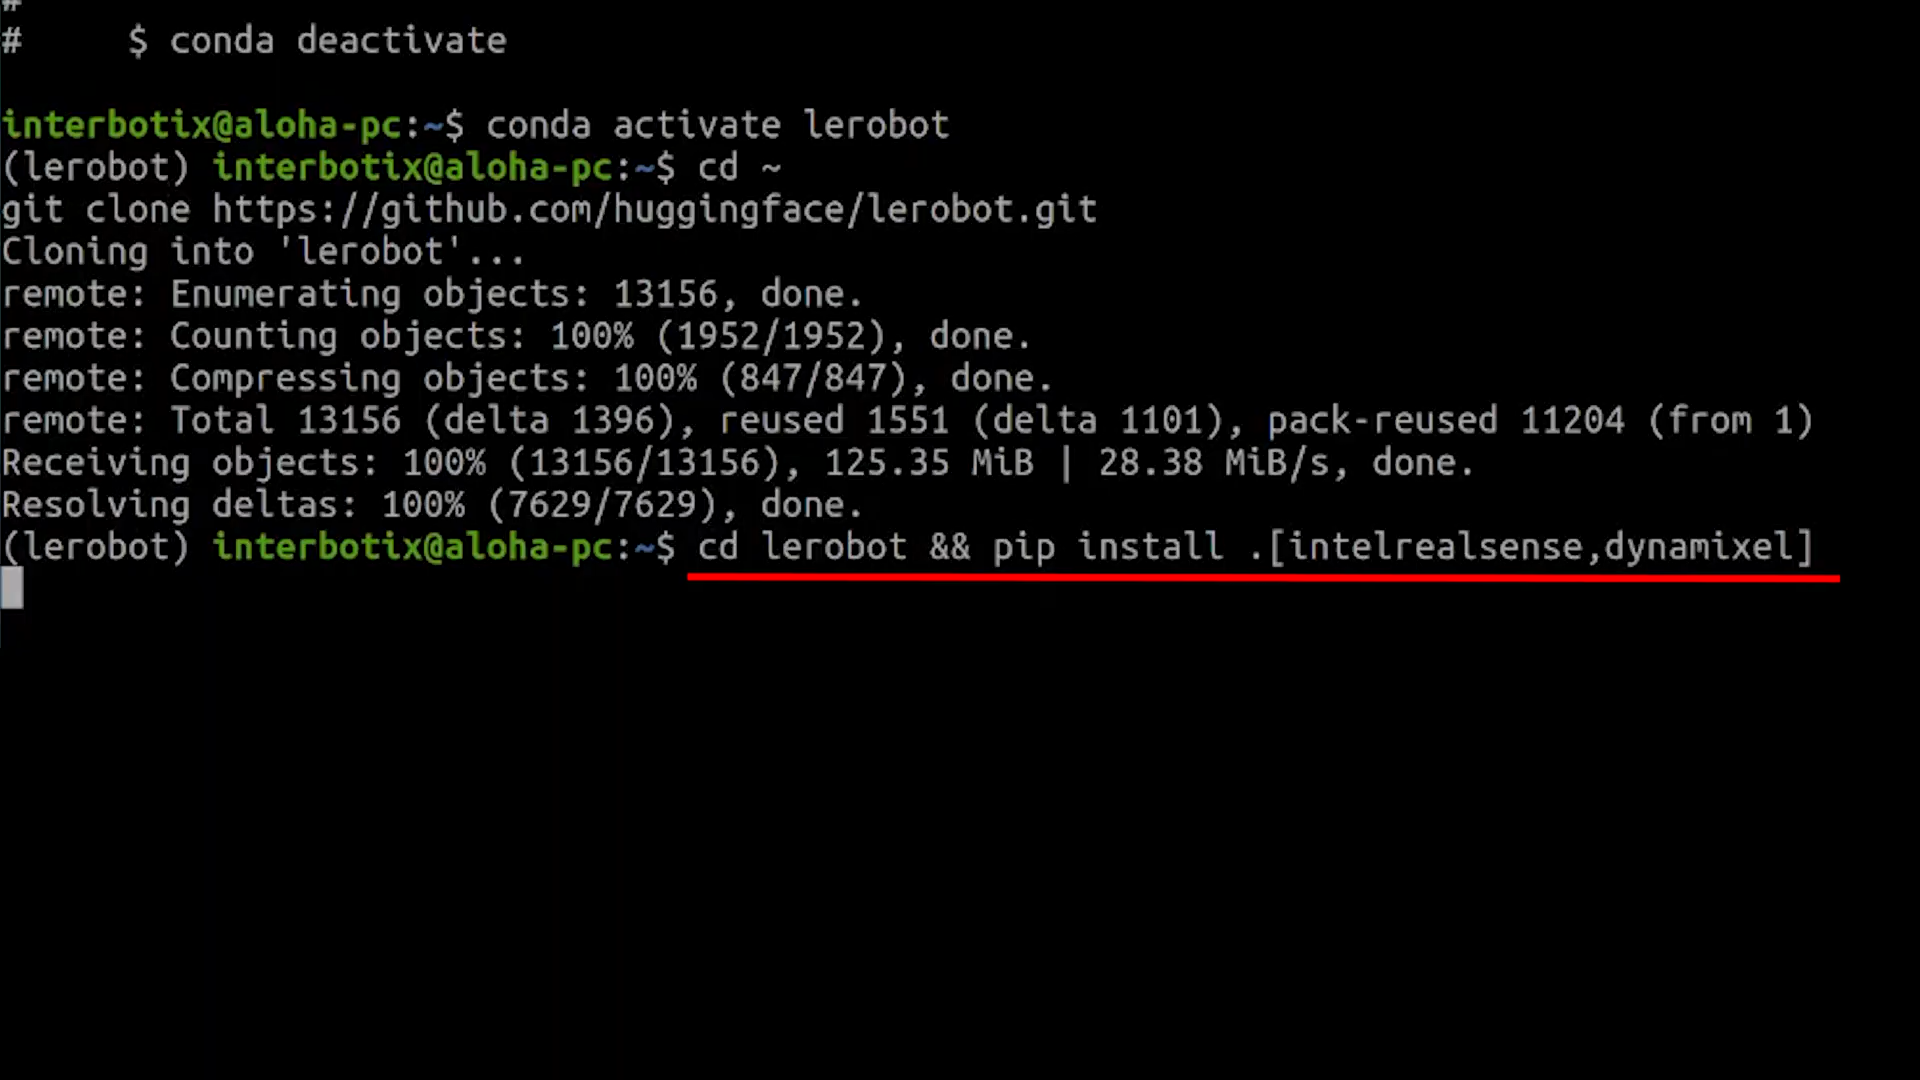 #
#     $ conda deactivate
interbotix@aloha-pc:~$ conda activate lerobot
(lerobot) interbotix@aloha-pc:~$ cd ~
git clone https://github.com/huggingface/lerobot.git
Cloning into 'lerobot'...
remote: Enumerating objects: 13156, done.
remote: Counting objects: 100% (1952/1952), done.
remote: Compressing objects: 100% (847/847), done.
remote: Total 13156 (delta 1396), reused 1551 (delta 1101), pack-reused 11204 (from 1)
Receiving objects: 100% (13156/13156), 125.35 MiB | 28.38 MiB/s, done.
Resolving deltas: 100% (7629/7629), done.
(lerobot) interbotix@aloha-pc:~$ cd lerobot && pip install .[intelrealsense,dynamixel]